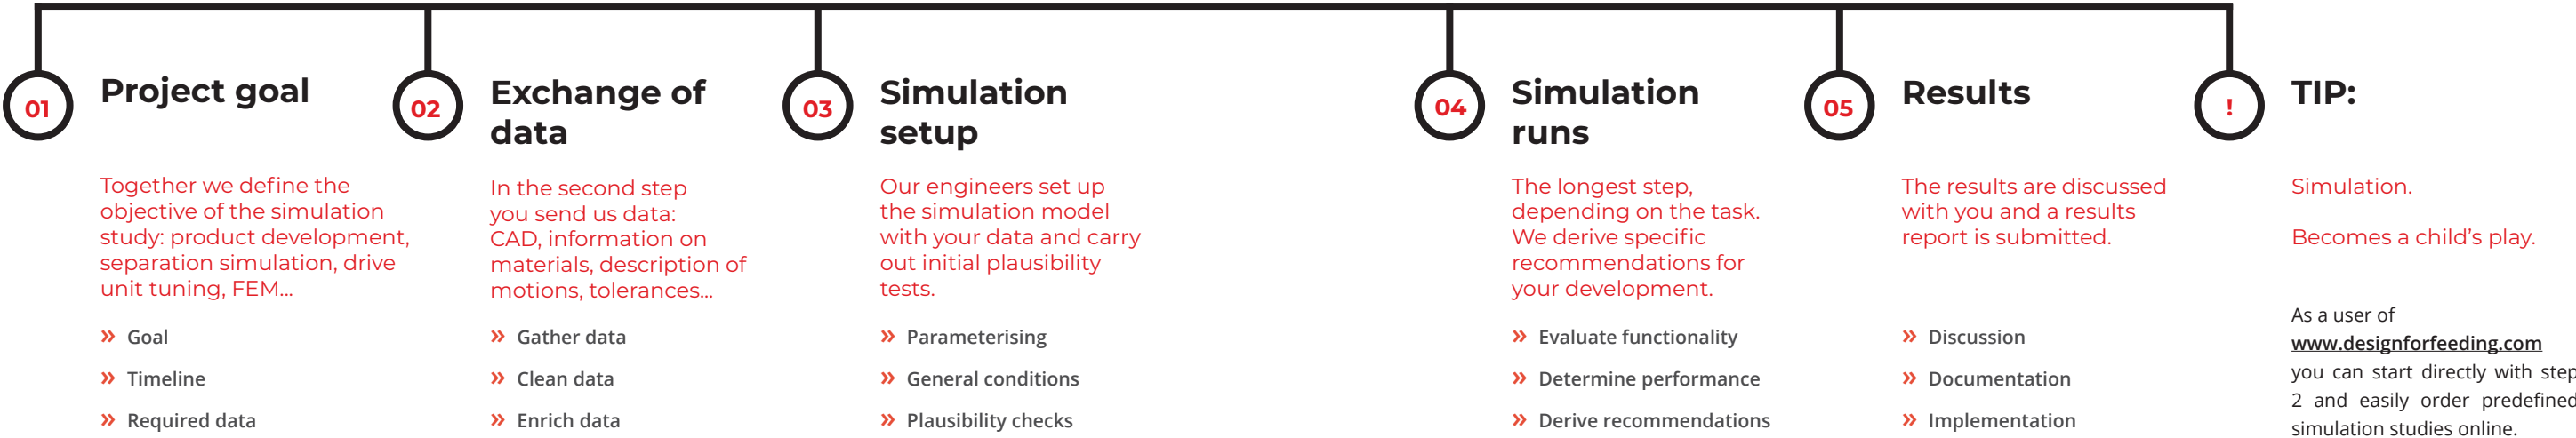 01
Project goal
Together we define the
objective of the simulation
study: product development,
separation simulation, drive
unit tuning, FEM...
» Goal
» Timeline
» Required data
02
Exchange of
data
In the second step
you send us data:
CAD, information on
materials, description of
motions, tolerances...
» Gather data
» Clean data
» Enrich data
03
Simulation
setup
Our engineers set up
the simulation model
with your data and carry
out initial plausibility
tests.
» Parameterising
» General conditions
» Plausibility checks
04
Simulation
runs
The longest step,
depending on the task.
We derive specific
recommendations for
your development.
» Evaluate functionality
» Determine performance
» Derive recommendations
05
Results
The results are discussed
with you and a results
report is submitted.
» Discussion
» Documentation
» Implementation
!
TIP:
Simulation.
Becomes a child’s play.
As a user of
www.designforfeeding.com
you can start directly with step
2 and easily order predefined
simulation studies online.